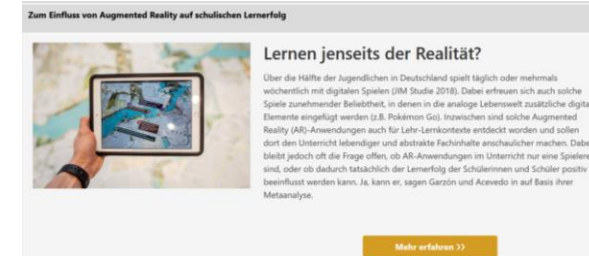 Zum Einfluss von Augmented Reality auf schulischen Lernerfolg
Lernen jenseits der Realität?
Über die Hälfte der Jugendlichen in Deutschland spielt täglich oder mehrmals
wöchentlich mit digitalen Spielen (JIM Studie 2018). Dabei erfreuen sich auch solche
Spiele zunehmender Beliebtheit, in denen in die analoge Lebenswelt zusätzliche digita
Elemente eingefügt werden (z.B. Pokémon Go). Inzwischen sind solche Augmented
Reality (AR)-Anwendungen auch für Lehr-Lernkontexte entdeckt worden und sollen
dort den Unterricht lebendiger und abstrakte Fachinhalte anschaulicher machen. Dabe
bleibt jedoch oft die Frage offen, ob AR-Anwendungen im Unterricht nur eine Spielere
sind, oder ob dadurch tatsächlich der Lernerfolg der Schülerinnen und Schüler positiv
beeinflusst werden kann. Ja, kann er, sagen Garzón und Acevedo in auf Basis ihrer
Metaanalyse.
Mehr erfahren >>